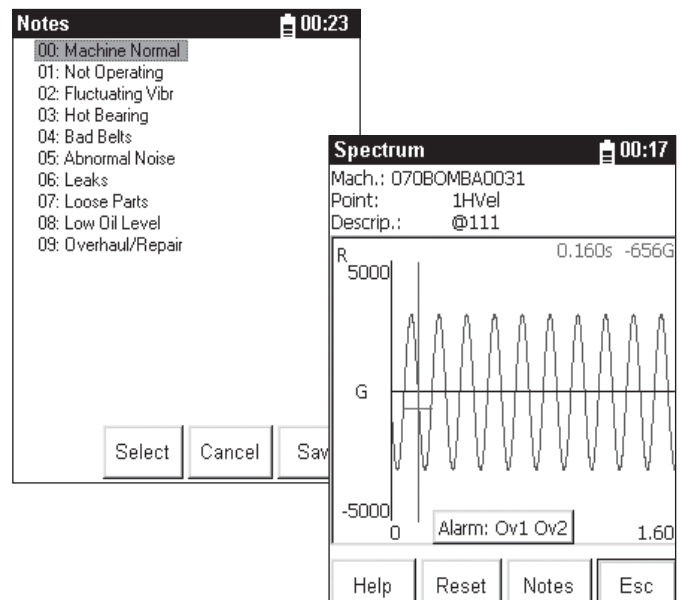 Notes 00:23
00: Machine Normal
01: Not Operating
02: Fluctuating Vibr
03: Hot Bearing
04: Bad Belts
05: Abnormal Noise
06: Leaks
07: Loose Parts
08: Low Oil Level
09: Overhaul/Repair
Select Cancel Sav
Spectrum 00:17
Mach.: 070BOMBA0031
Point: 1HVel
Descrip.: @111
R 0.160s -656G
5000
G
-5000
0 Alarm: Ov1 Ov2 1.60
Help Reset Notes Esc